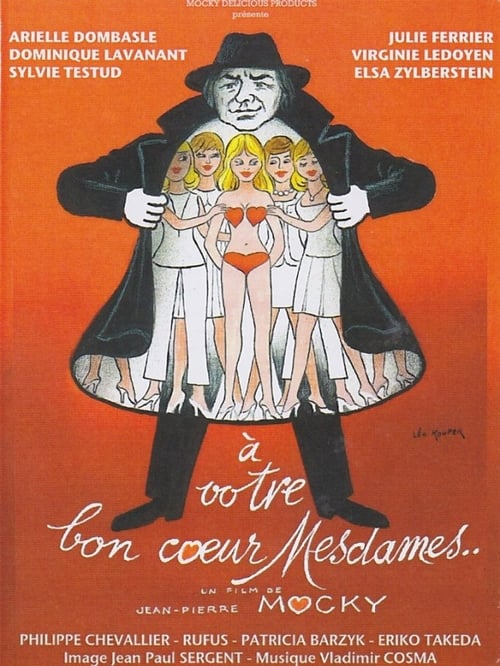 MOCKY DELICIOUS PRODUCTS
présente
ARIELLE DOMBASLE
DOMINIQUE LAVANANT
SYLVIE TESTUD
JULIE FERRIER
VIRGINIE LEDOYEN
ELSA ZYLBERSTEIN
LÉO KOUPER
à
votre
bon cœur Mesdames..
UN FILM DE
JEAN-PIERRE MOCKY
PHILIPPE CHEVALLIER - RUFUS - PATRICIA BARZYK - ERIKO TAKEDA
Image Jean Paul SERGENT - Musique Vladimir COSMA